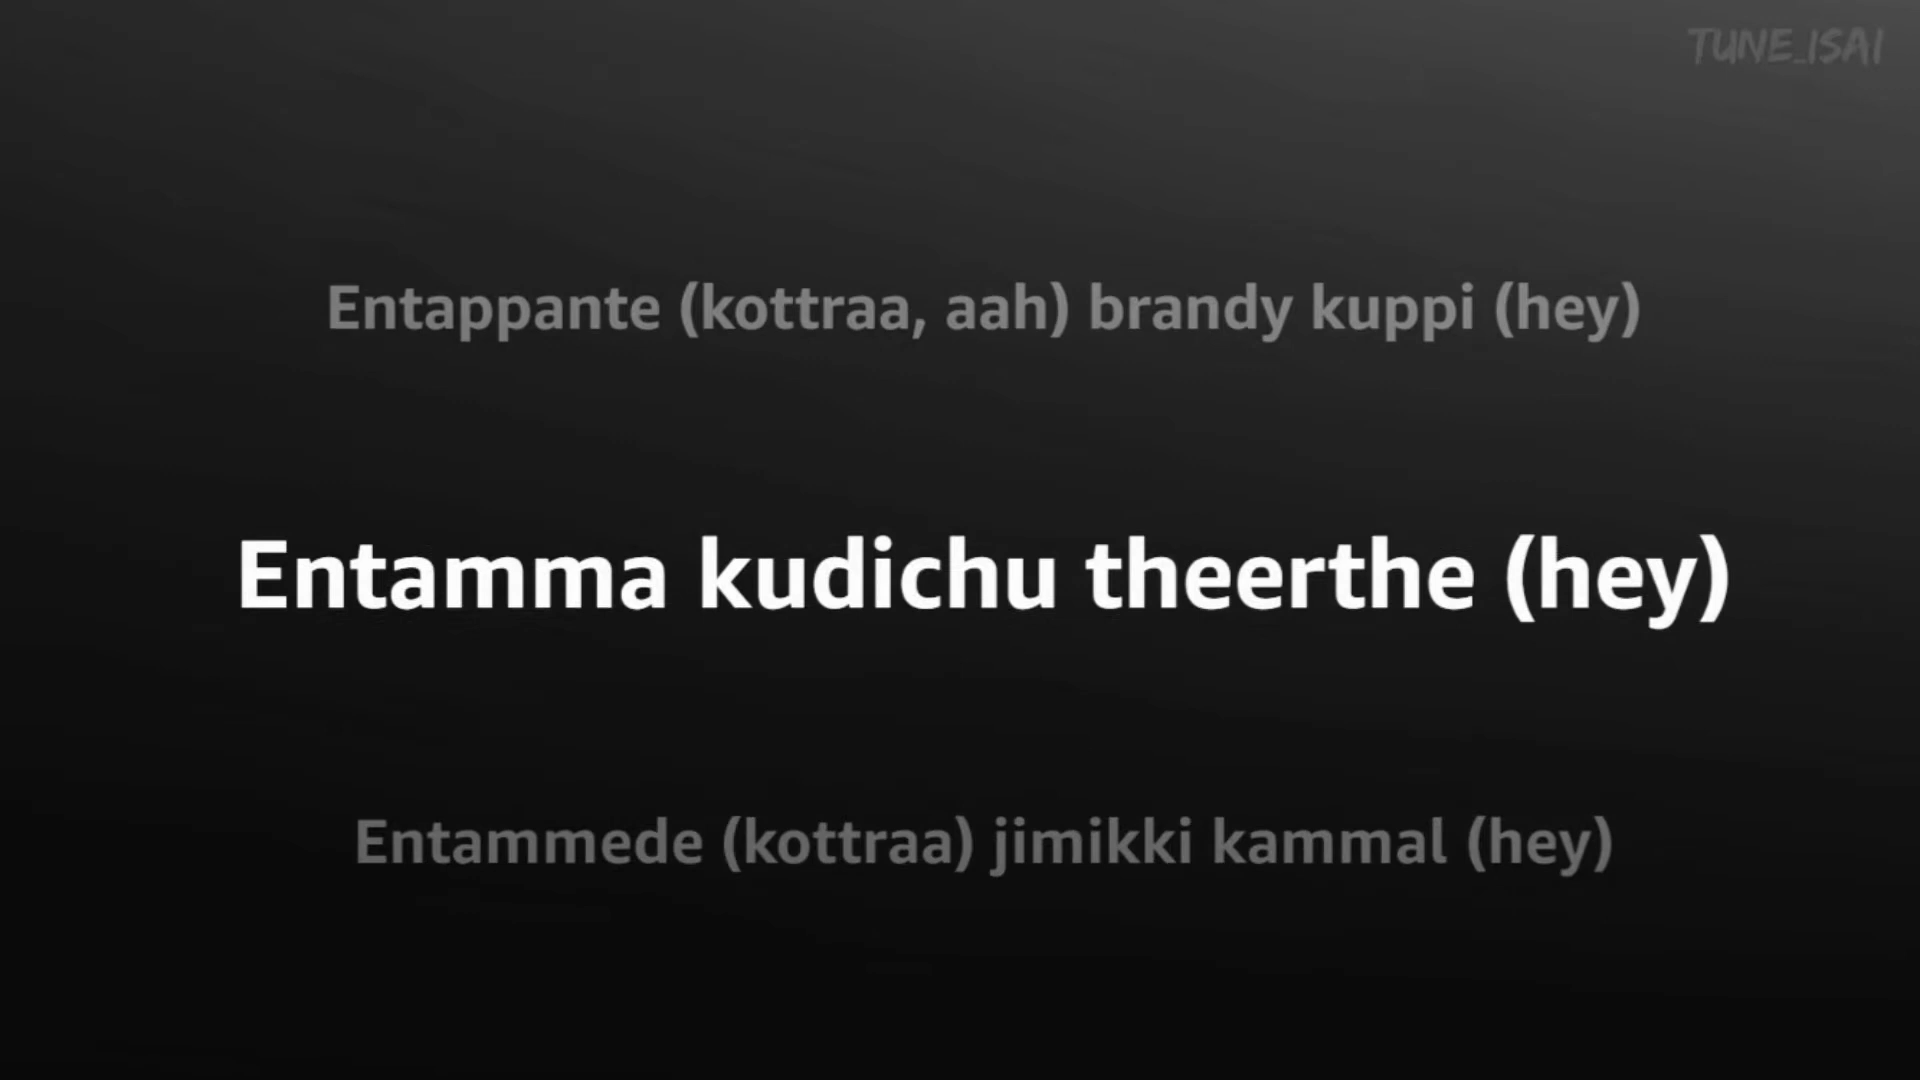 TUNE_ISAI
Entappante (kottraa, aah) brandy kuppi (hey)
Entamma kudichu theerthe (hey)
Entammede (kottraa) jimikki kammal (hey)